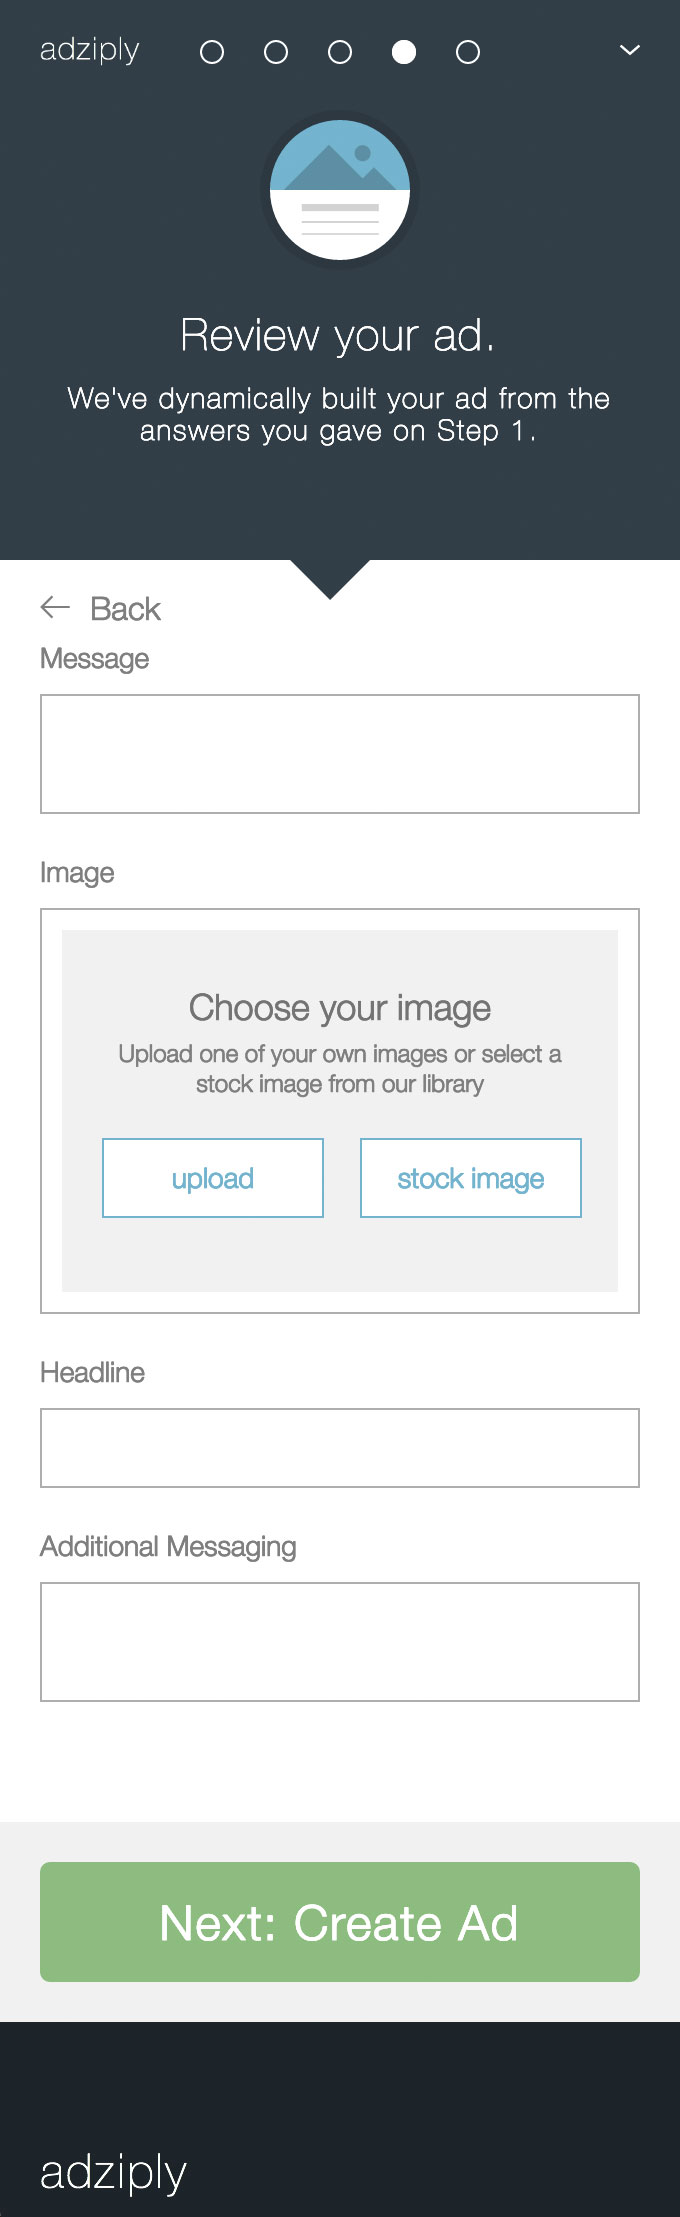 adziply
Review your ad.
We've dynamically built your ad from the
answers you gave on Step 1.
Back
Message
Image
Choose your image
Upload one of your own images or select a
stock image from our library
upload
stock image
Headline
Additional Messaging
Next: Create Ad
adziply